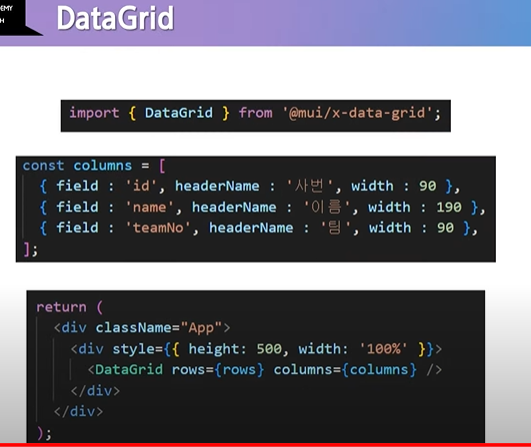 DataGrid
import { DataGrid } from '@mui/x-data-grid';
const columns = [
{ field : 'id', headerName : '사번', width : 90 },
{ field : 'name', headerName : '이름', width : 190 },
{ field : 'teamNo', headerName : '팀', width : 90 },
];
return (
<div className="App">
<div style={{ height: 500, width: '100%' }}>
<DataGrid rows={rows} columns={columns} />
</div>
</div>
);